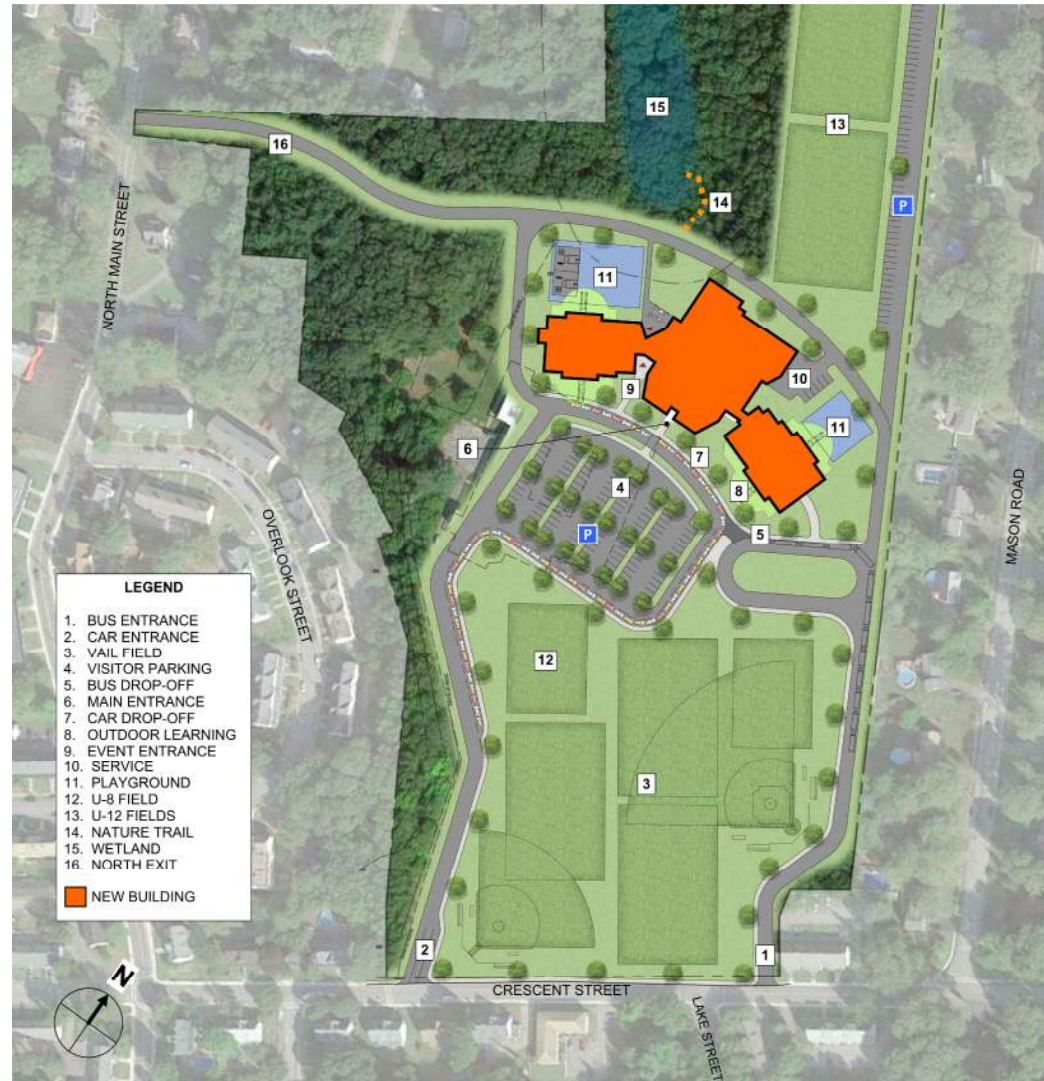 15
13
16
14
P
NORTH MAIN STREET
11
10
9
11
6
7
4
8
P
5
OVERLOOK STREET
MASON ROAD
LEGEND
1. BUS ENTRANCE
2. CAR ENTRANCE
3. VAIL FIELD
4. VISITOR PARKING
5. BUS DROP-OFF
6. MAIN ENTRANCE
7. CAR DROP-OFF
8. OUTDOOR LEARNING
9. EVENT ENTRANCE
10. SERVICE
11. PLAYGROUND
12. U-8 FIELD
13. U-12 FIELDS
14. NATURE TRAIL
15. WETLAND
16. NORTH EXIT
NEW BUILDING
12
3
2
1
N
CRESCENT STREET
LAKE STREET